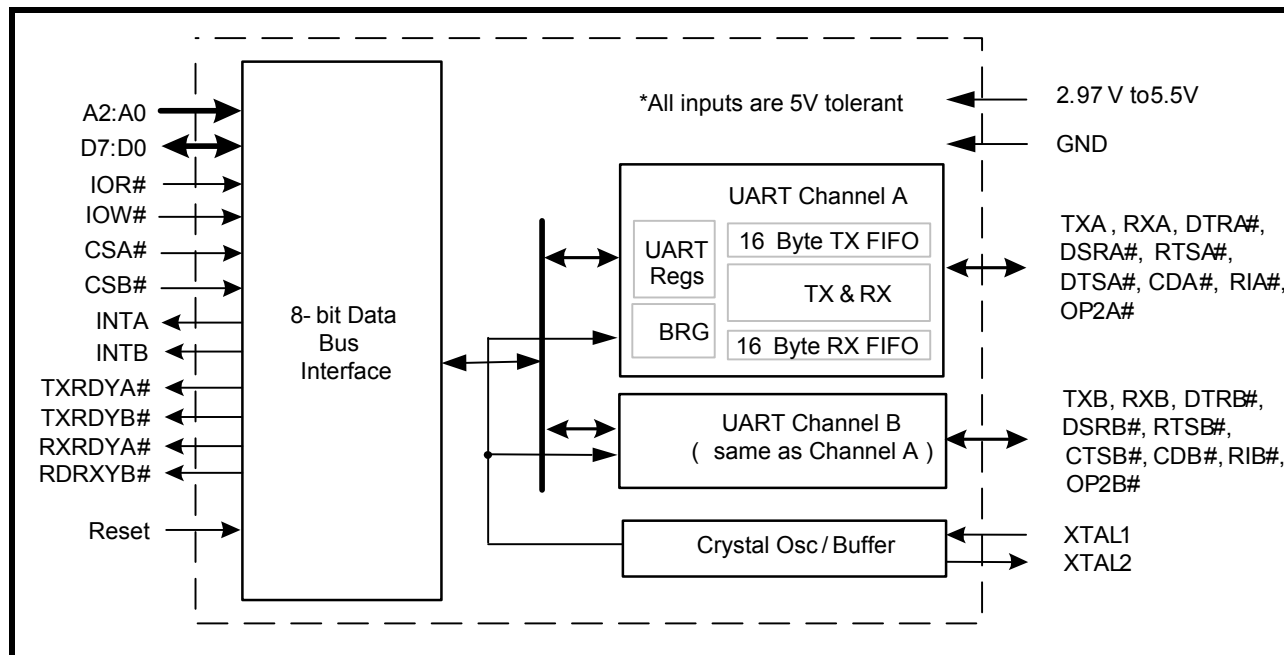 A2:A0
D7:D0
IOR#
IOW#
CSA#
CSB#
INTA
INTB
TXRDYA#
TXRDYB#
RXRDYA#
RDRXYB#
Reset
8- bit Data
Bus
Interface
*All inputs are 5V tolerant
UART Channel A
UART
Regs
BRG
16 Byte TX FIFO
TX & RX
16 Byte RX FIFO
UART Channel B
( same as Channel A )
Crystal Osc / Buffer
2.97 V to5.5V
GND
TXA , RXA, DTRA#,
DSRA#, RTSA#,
DTSA#, CDA#, RIA#,
OP2A#
TXB, RXB, DTRB#,
DSRB#, RTSB#,
CTSB#, CDB#, RIB#,
OP2B#
XTAL1
XTAL2